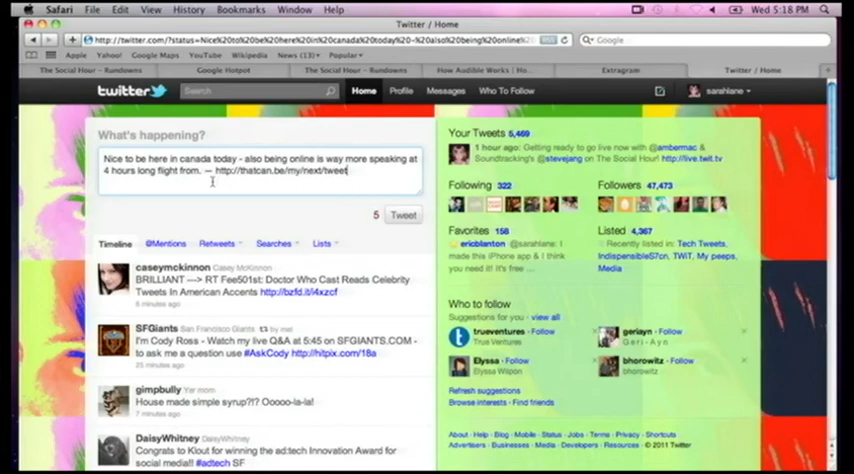 Safari File Edit View History Bookmarks Window Help
Wed 5:18 PM
Twitter / Home
http://twitter.com/?status=Nice%20to%20be%20here%20in%20canada%20today%20-%20also%20being%20online%
Google
Apple Yahoo! Google Maps YouTube Wikipedia News (13) Popular
The Social Hour – Rundowns
Google Hotpot
The Social Hour – Rundowns
How Audible Works | Ho...
Extragram
Twitter / Home
twitter
Search
Home Profile Messages Who To Follow
sarahlane
What's happening?
Nice to be here in canada today - also being online is way more speaking at
4 hours long flight from. — http://thatcan.be/my/next/tweet
5 Tweet
Timeline @Mentions Retweets Searches Lists
caseymckinnon Casey McKinnon
BRILLIANT ---> RT Fee501st: Doctor Who Cast Reads Celebrity
Tweets In American Accents http://bzfd.it/i4xzcf
6 minutes ago
SFGiants San Francisco Giants by mel
I'm Cody Ross - Watch my live Q&A at 5:45 on SFGIANTS.COM -
to ask me a question use #AskCody http://hitpix.com/18a
25 minutes ago
gimpbully Yer mom
House made simple syrup?!? Ooooo-la-la!
7 minutes ago
DaisyWhitney DaisyWhitney
Congrats to Klout for winning the ad:tech Innovation Award for
social media!! #adtech SF
Your Tweets 5,469
1 hour ago: Getting ready to go live now with @ambermac &
Soundtracking's @stevejang on The Social Hour! http://live.twit.tv
Following 322
Followers 47,473
Favorites 158
ericblanton @sarahlane: I
made this iPhone app & I think
you need it! It's free ...
Listed 4,367
Recently listed in: Tech Tweets,
IndispensibleS7cn, TWiT, My peeps,
Media
Who to follow
Suggestions for you · view all
trueventures · Follow
True Ventures
geriayn · Follow
Geri-Ayn
Elyssa · Follow
Elyssa Wilpon
bhorowitz · Follow
bhorowitz
Refresh suggestions
Browse interests · Find friends
About · Help · Blog · Mobile · Status · Jobs · Terms · Privacy · Shortcuts
Advertisers · Businesses · Media · Developers · Resources · © 2011 Twitter